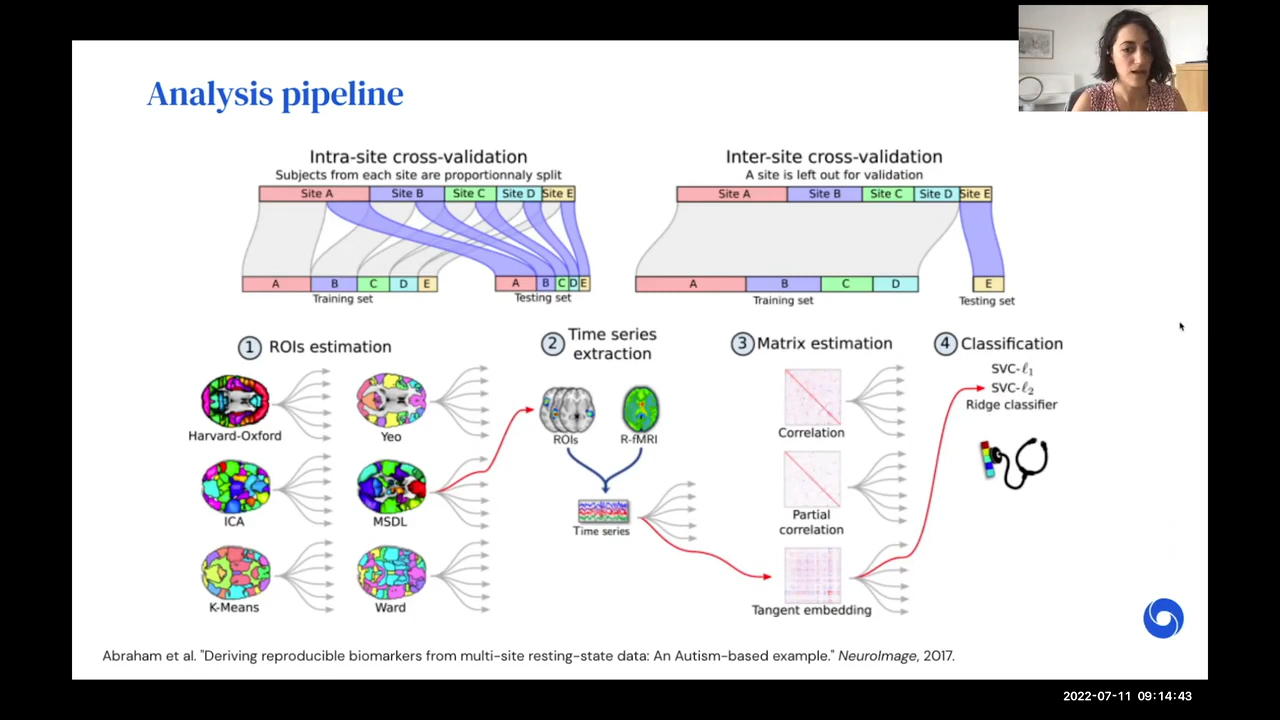 Analysis pipeline
Intra-site cross-validation
Subjects from each site are proportionnaly split
Site A Site B Site C Site D Site E
A B C D E
Training set
A B C D E
Testing set
Inter-site cross-validation
A site is left out for validation
Site A Site B Site C Site D Site E
A B C D
Training set
E
Testing set
1 ROIs estimation
Harvard-Oxford
Yeo
ICA
MSDL
K-Means
Ward
2 Time series
extraction
ROIs
R-fMRI
Time series
3 Matrix estimation
Correlation
Partial
correlation
Tangent embedding
4 Classification
SVC-ℓ1
SVC-ℓ2
Ridge classifier
Abraham et al. "Deriving reproducible biomarkers from multi-site resting-state data: An Autism-based example." NeuroImage, 2017.
2022-07-11 09:14:43